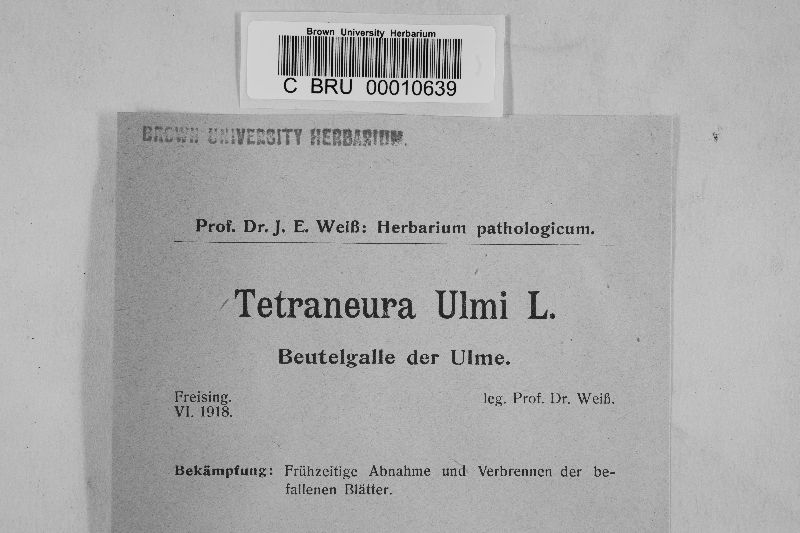 Brown University Herbarium
C BRU 00010639
BROWN UNIVERSITY HERBARIUM.
Prof. Dr. J. E. Weiß: Herbarium pathologicum.
Tetraneura Ulmi L.
Beutelgalle der Ulme.
Freising. leg. Prof. Dr. Weiß.
VI. 1918.
Bekämpfung: Frühzeitige Abnahme und Verbrennen der be-
fallenen Blätter.